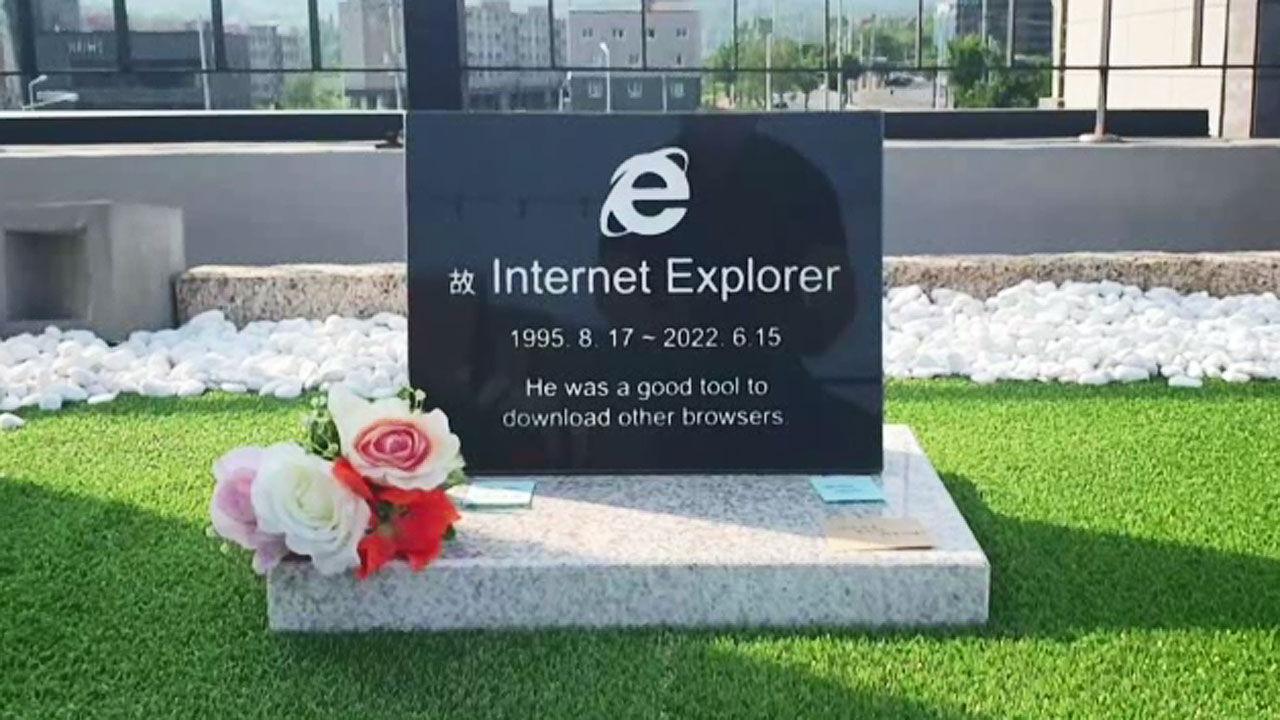 故 Internet Explorer
1995. 8. 17 ~ 2022. 6.15
He was a good tool to
download other browsers.